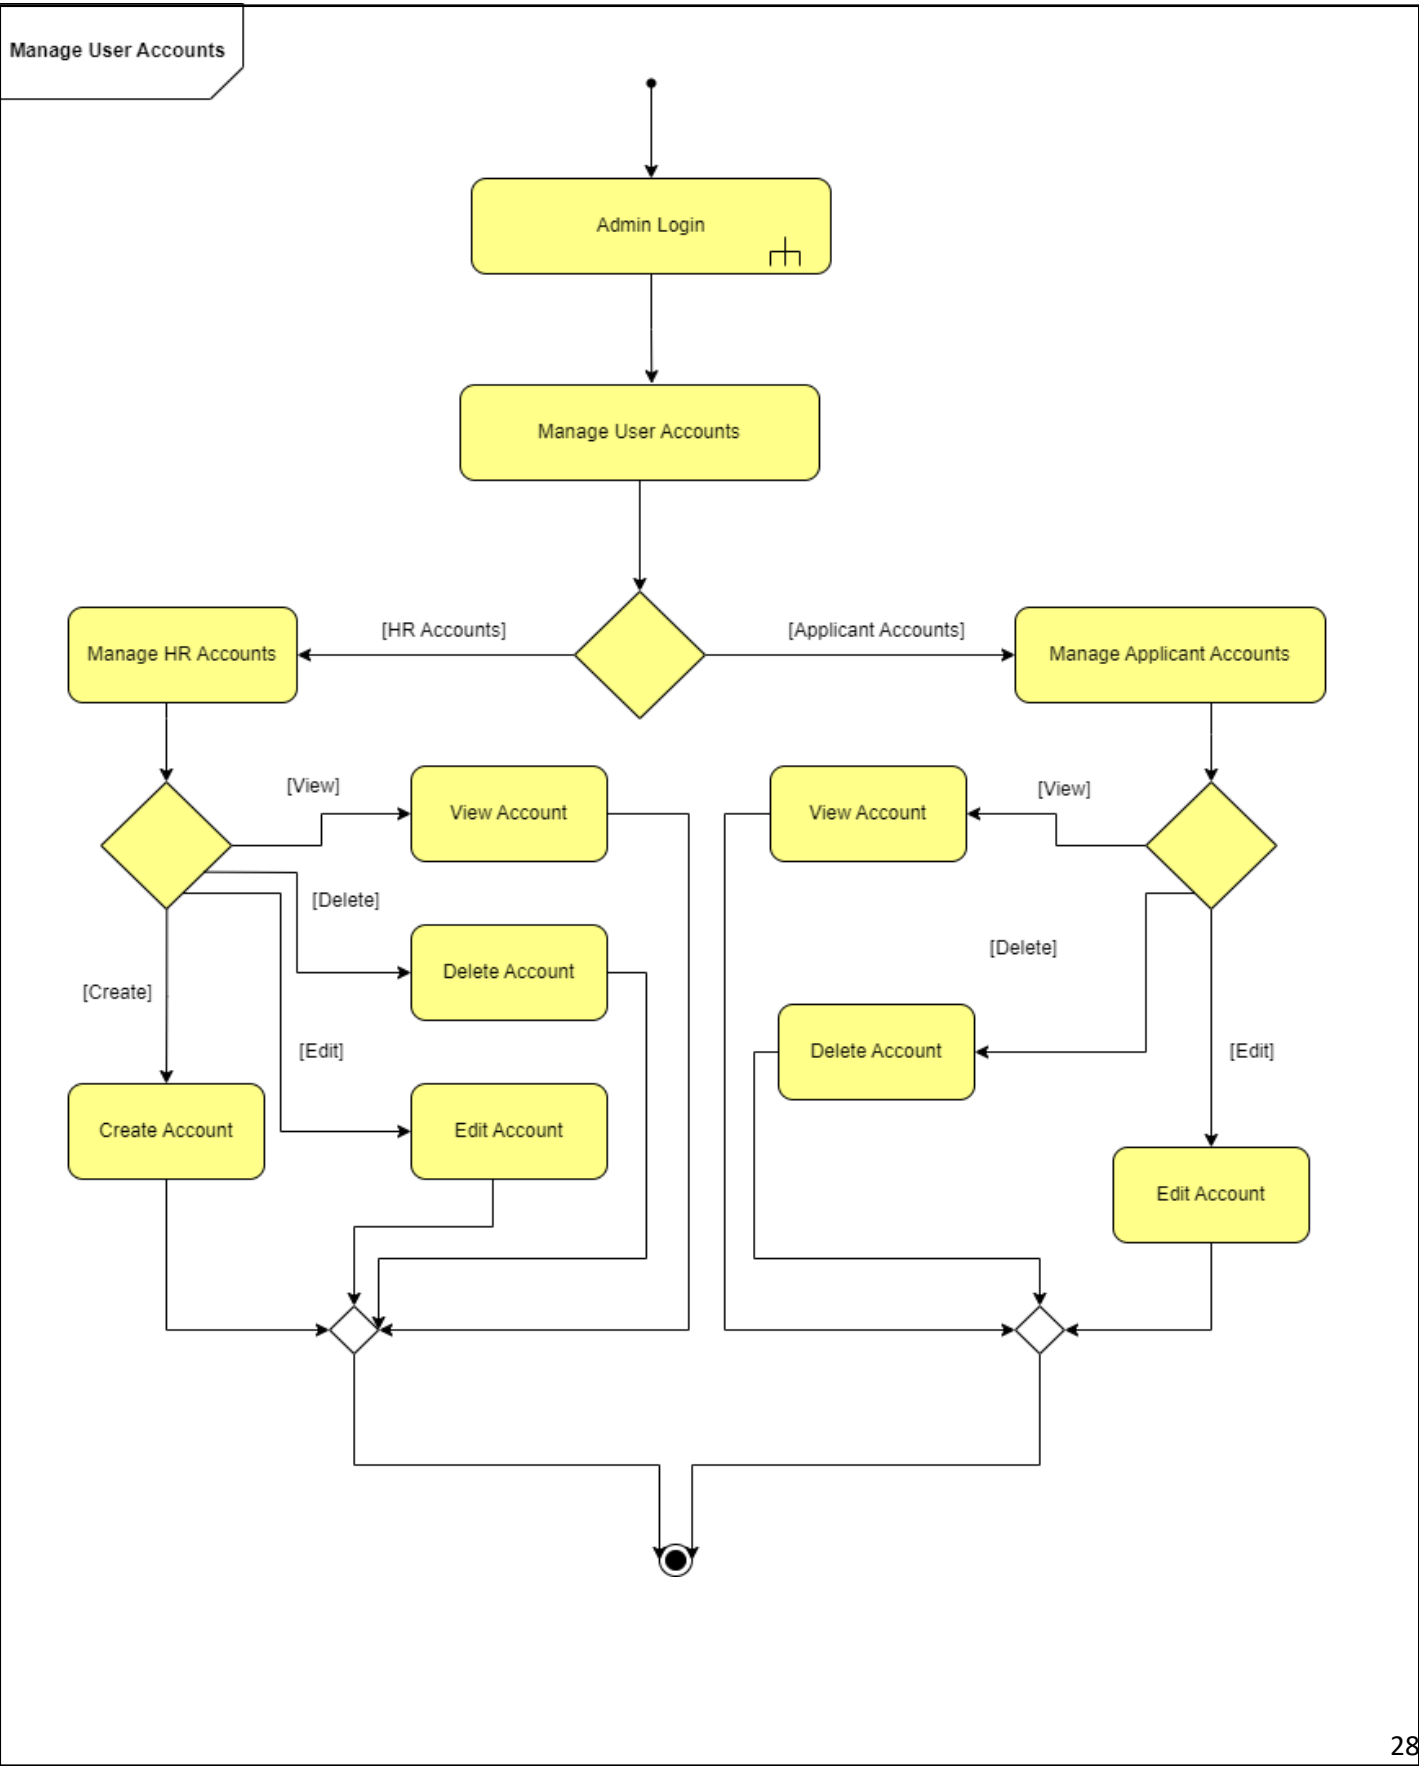 Manage User Accounts
Admin Login
Manage User Accounts
[HR Accounts]
[Applicant Accounts]
Manage HR Accounts
Manage Applicant Accounts
[View]
View Account
View Account
[View]
[Delete]
Delete Account
[Delete]
[Create]
[Edit]
Delete Account
[Edit]
Create Account
Edit Account
Edit Account
28